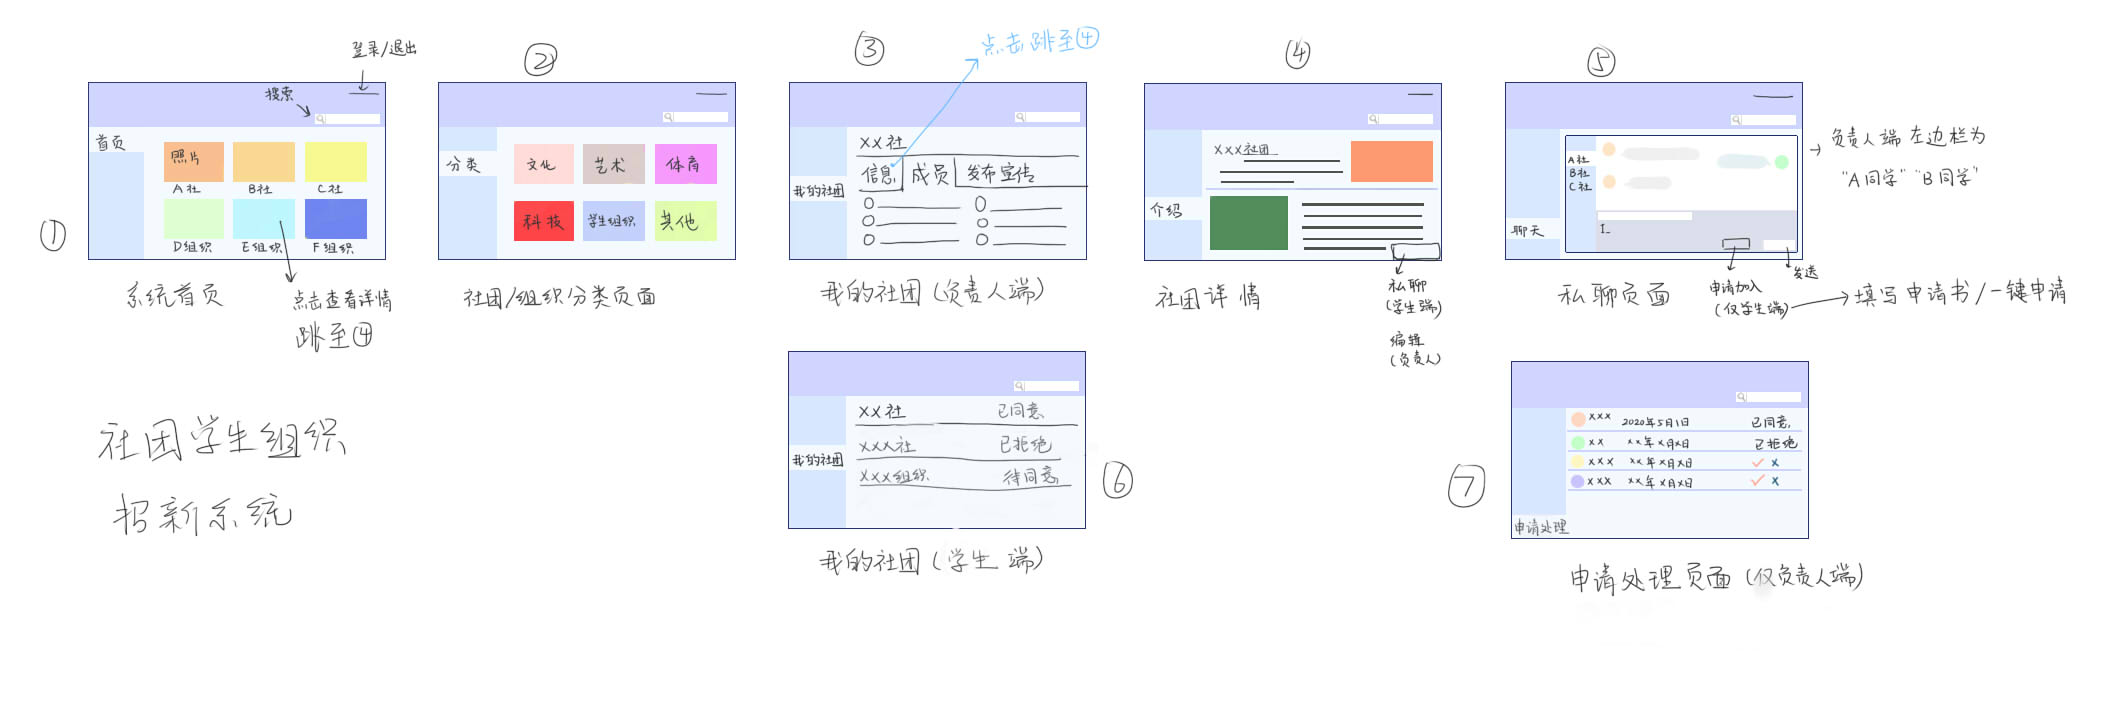 ①
登录/退出
搜索
首页
照片
A社
B社
C社
D组织
E组织
F组织
系统首页
点击查看详情
跳至④
②
分类
文化
艺术
体育
科技
学生组织
其他
社团/组织分类页面
③
点击跳至④
XX社
信息
成员
发布宣传
我的社团
我的社团(负责人端)
④
XXX社团
介绍
社团详情
私聊
(学生端)
编辑
(负责人)
⑤
A社
B社
C社
聊天
I_
负责人端 左边栏为
"A同学" "B同学"
发送
申请加入
(仅学生端)
填写申请书/一键申请
私聊页面
社团学生组织
招新系统
XX社 已同意
XXX社 已拒绝
XXX组织 待同意
我的社团
⑥
我的社团(学生端)
⑦
XXX 2020年5月1日 已同意
XX XX年X月X日 已拒绝
XXX XX年X月X日 ✓ X
XXX XX年X月X日 ✓ X
申请处理
申请处理页面(仅负责人端)